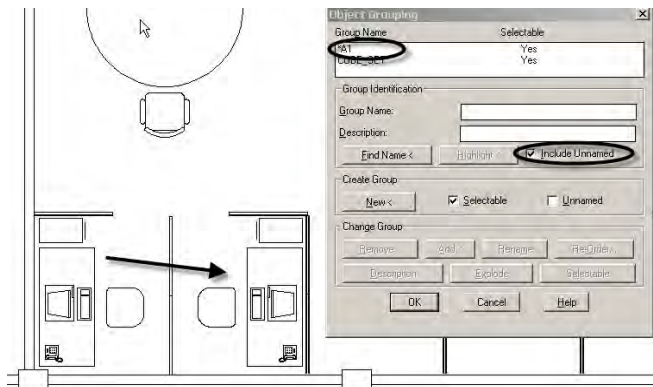 Object Grouping
Group Name Selectable
*A1 Yes
CUBE_SET Yes
Group Identification
Group Name:
Description:
Find Name < Highlight < Include Unnamed
Create Group
New < Selectable Unnamed
Change Group
Remove Add < Rename Re-Order...
Description Explode Selectable
OK Cancel Help